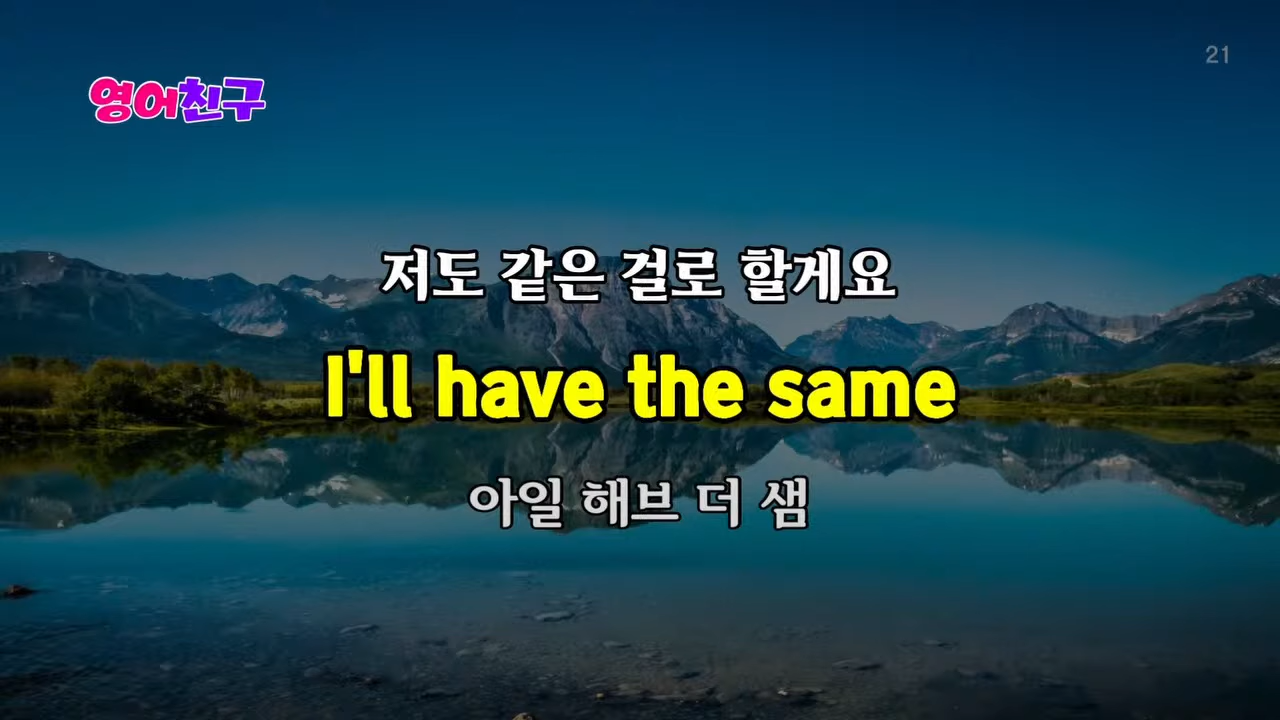 21
영어친구
저도 같은 걸로 할게요
I'll have the same
아일 해브 더 샘